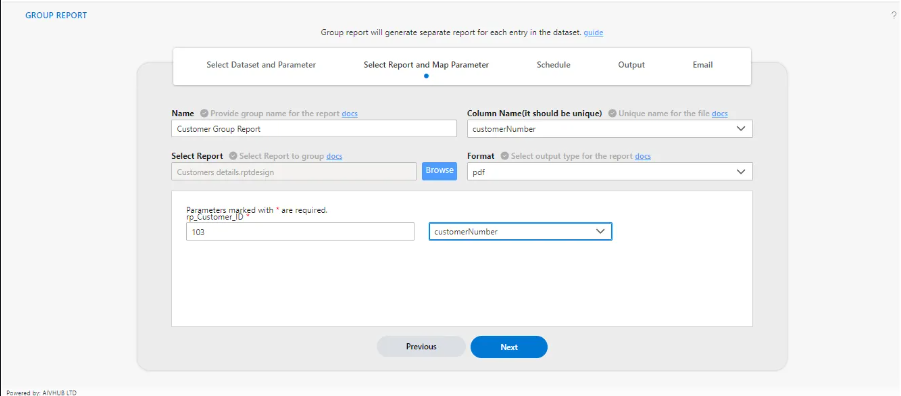 GROUP REPORT
?
Group report will generate separate report for each entry in the dataset. guide
Select Dataset and Parameter Select Report and Map Parameter Schedule Output Email
Name Provide group name for the report docs
Column Name(it should be unique) Unique name for the file docs
Customer Group Report
customerNumber
Select Report Select Report to group docs
Format Select output type for the report docs
Customers details.rptdesign
Browse
pdf
Parameters marked with * are required.
rp_Customer_ID *
103
customerNumber
Previous
Next
Powered by: AIVHUB LTD